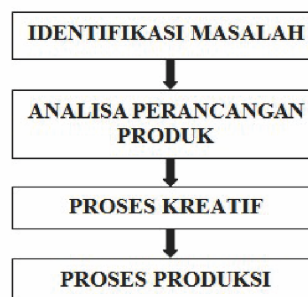 IDENTIFIKASI MASALAH
ANALISA PERANCANGAN
PRODUK
PROSES KREATIF
PROSES PRODUKSI